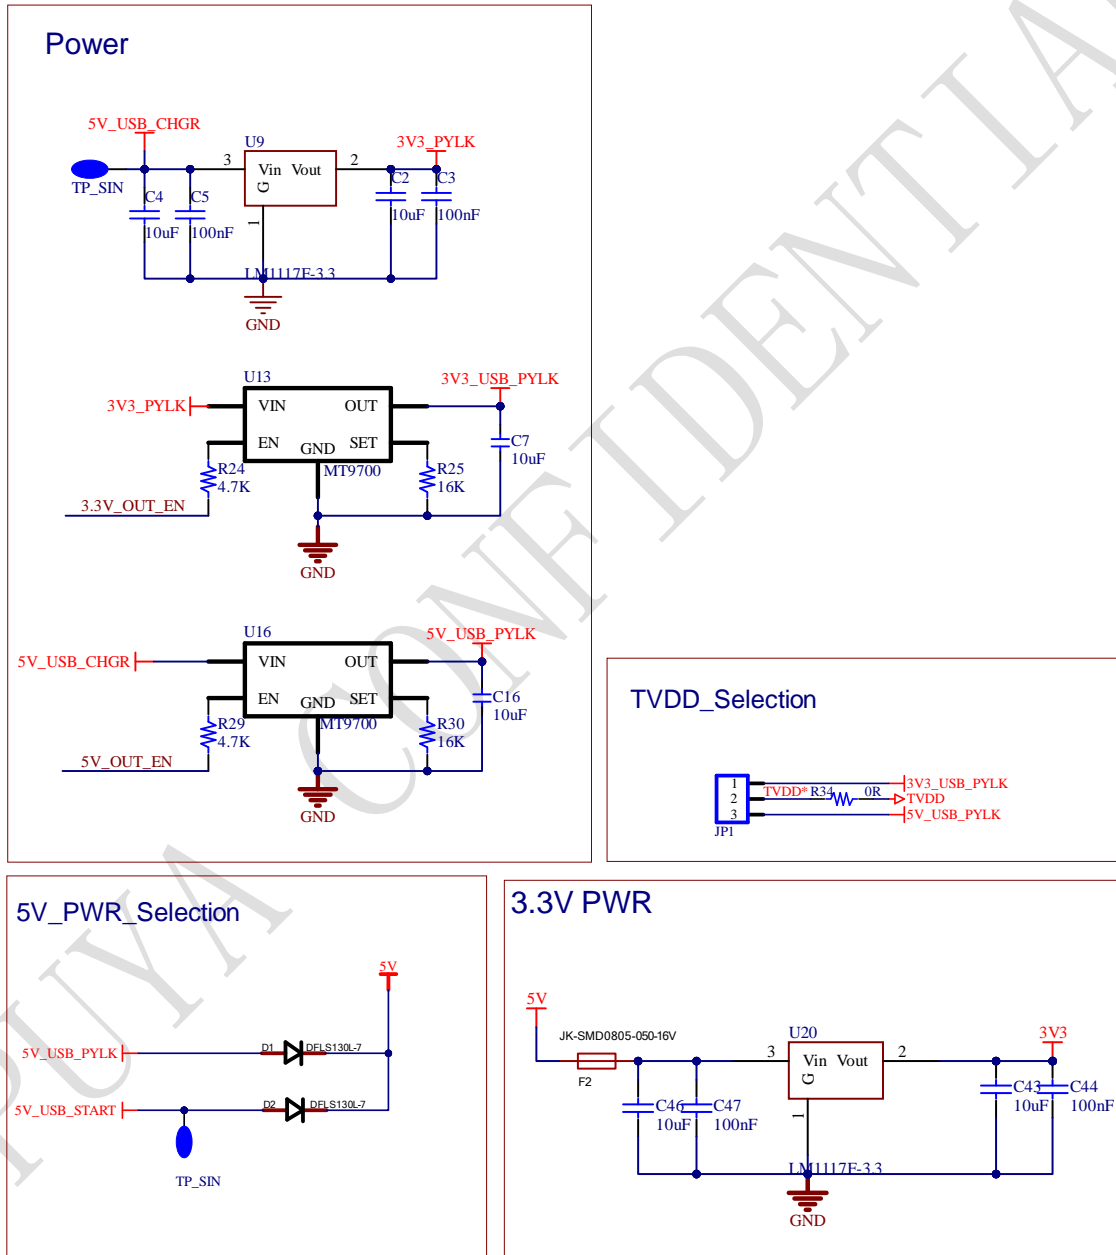 Power
5V_USB_CHGR
TP_SIN
U9
3
Vin Vout
G
2
1
3V3_PYLK
C4
10uF
C5
100nF
C2
10uF
C3
100nF
LM1117F-3.3
GND
U13
3V3_PYLK
VIN
OUT
EN
GND
SET
MT9700
3V3_USB_PYLK
C7
10uF
R24
4.7K
R25
16K
3.3V_OUT_EN
GND
U16
5V_USB_CHGR
VIN
OUT
EN
GND
SET
MT9700
5V_USB_PYLK
C16
10uF
R29
4.7K
R30
16K
5V_OUT_EN
GND
TVDD_Selection
1
2
3
JP1
TVDD*
R34
0R
3V3_USB_PYLK
TVDD
5V_USB_PYLK
5V_PWR_Selection
5V
5V_USB_PYLK
D1
DFLS130L-7
5V_USB_START
D2
DFLS130L-7
TP_SIN
3.3V PWR
5V
JK-SMD0805-050-16V
F2
U20
3
Vin Vout
G
2
1
3V3
C46
10uF
C47
100nF
C43
10uF
C44
100nF
LM1117F-3.3
GND
PUYA CONFIDENTIA